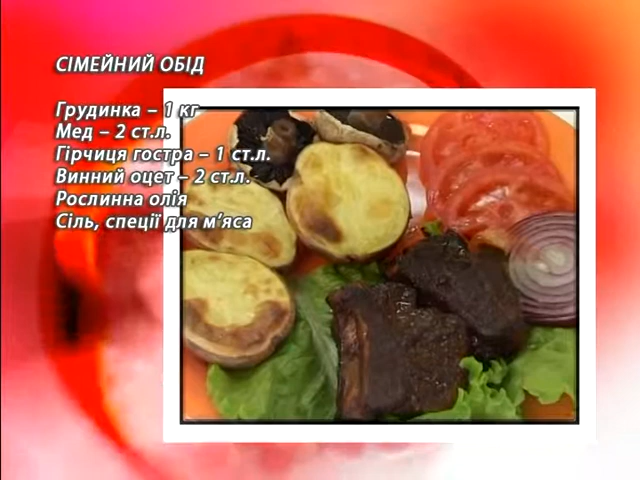 СІМЕЙНИЙ ОБІД
Грудинка – 1 кг
Мед – 2 ст.л.
Гірчиця гостра – 1 ст.л.
Винний оцет – 2 ст.л.
Рослинна олія
Сіль, спеції для м’яса